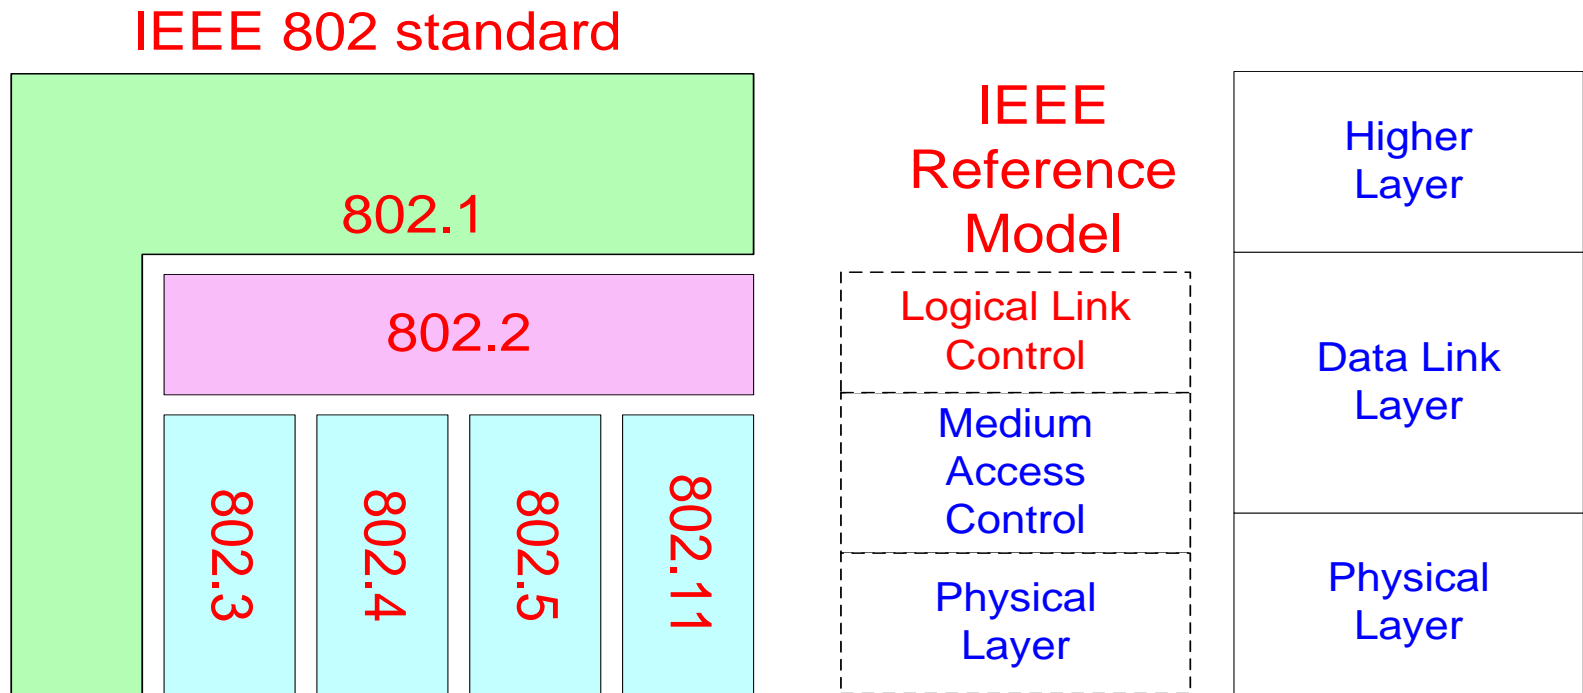 IEEE 802 standard
802.1
802.2
802.3
802.4
802.5
802.11
IEEE
Reference
Model
Logical Link
Control
Medium
Access
Control
Physical
Layer
Higher
Layer
Data Link
Layer
Physical
Layer